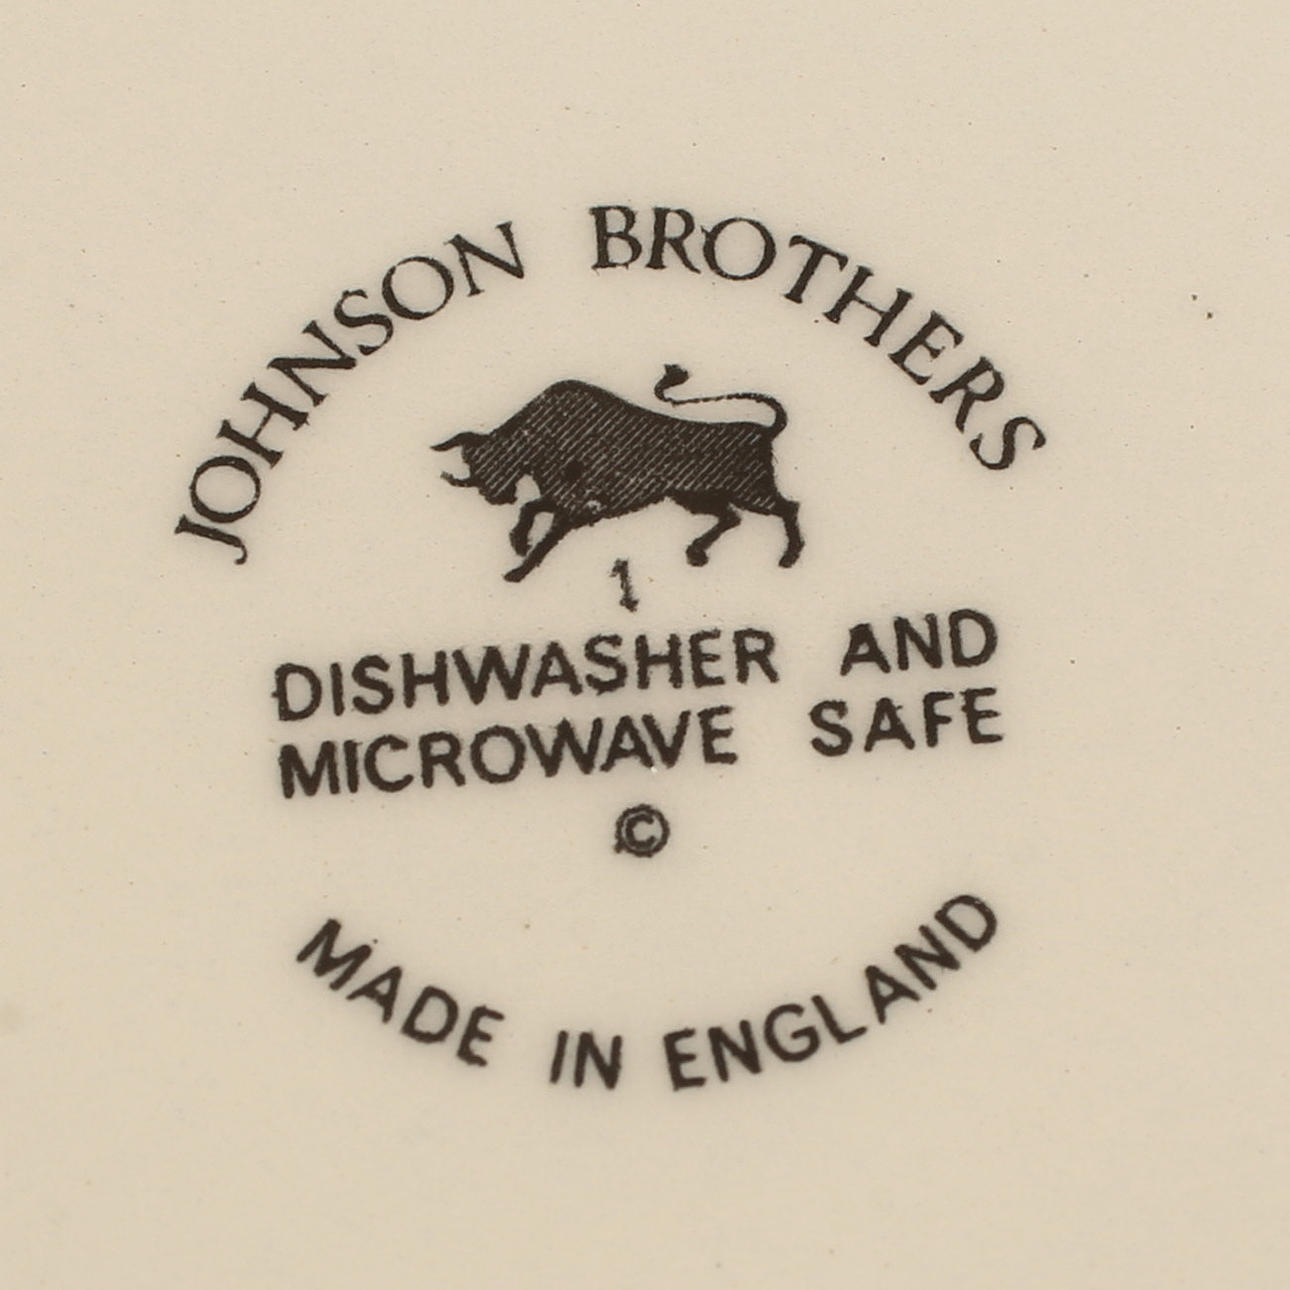 JOHNSON BROTHERS
1
DISHWASHER AND
MICROWAVE SAFE
©
MADE IN ENGLAND